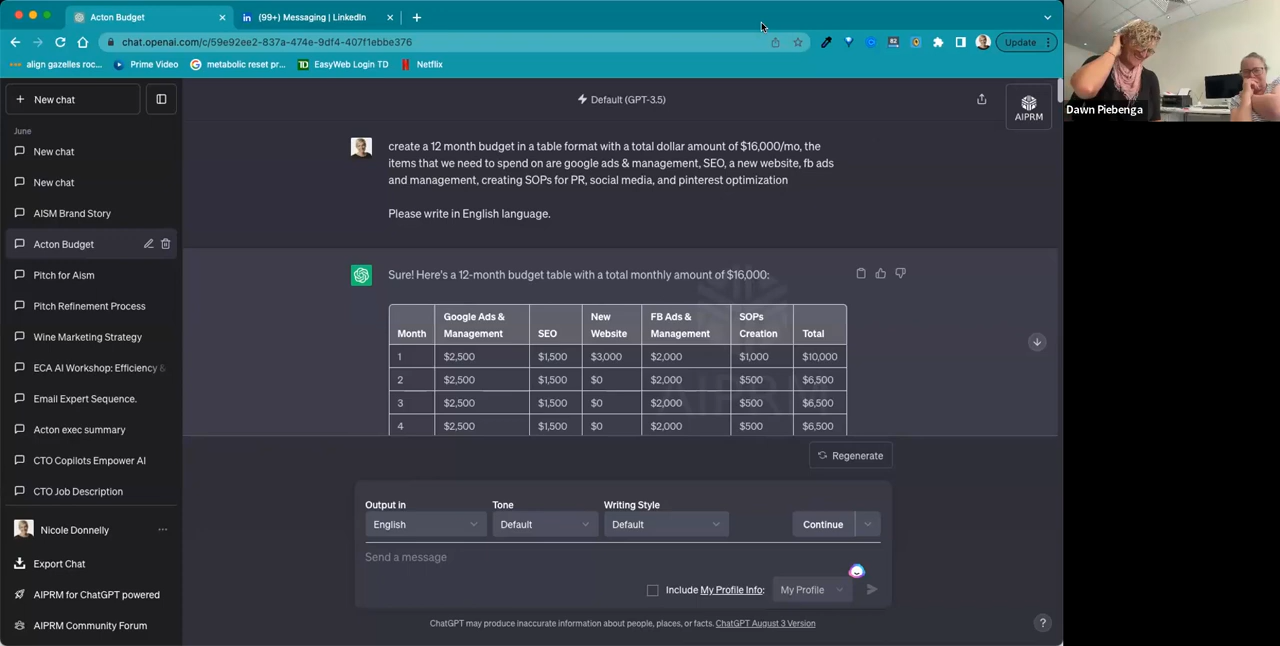 Acton Budget
(99+) Messaging | LinkedIn
chat.openai.com/c/59e92ee2-837a-474e-9df4-407f1ebbe376
Update
align gazelles roc...
Prime Video
metabolic reset pr...
EasyWeb Login TD
Netflix
New chat
June
New chat
New chat
AISM Brand Story
Acton Budget
Pitch for Aism
Pitch Refinement Process
Wine Marketing Strategy
ECA AI Workshop: Efficiency &
Email Expert Sequence.
Acton exec summary
CTO Copilots Empower AI
CTO Job Description
Nicole Donnelly
Export Chat
AIPRM for ChatGPT powered
AIPRM Community Forum
Default (GPT-3.5)
AIPRM
create a 12 month budget in a table format with a total dollar amount of $16,000/mo, the
items that we need to spend on are google ads & management, SEO, a new website, fb ads
and management, creating SOPs for PR, social media, and pinterest optimization
Please write in English language.
Sure! Here's a 12-month budget table with a total monthly amount of $16,000:
Month Google Ads & Management SEO New Website FB Ads & Management SOPs Creation Total
1 $2,500 $1,500 $3,000 $2,000 $1,000 $10,000
2 $2,500 $1,500 $0 $2,000 $500 $6,500
3 $2,500 $1,500 $0 $2,000 $500 $6,500
4 $2,500 $1,500 $0 $2,000 $500 $6,500
AIPRM
Regenerate
Output in Tone Writing Style
English Default Default Continue
Send a message
Include My Profile Info: My Profile
ChatGPT may produce inaccurate information about people, places, or facts. ChatGPT August 3 Version
?
Dawn Piebenga